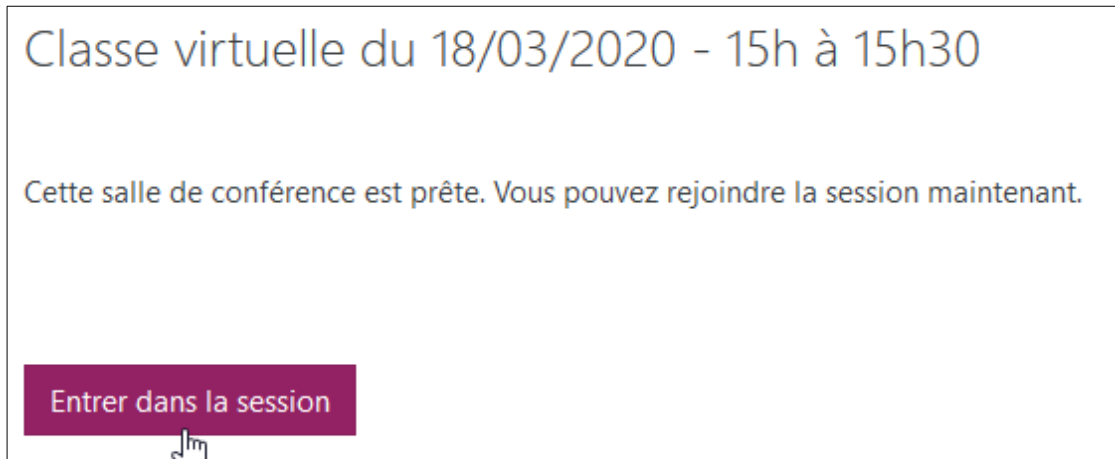 Classe virtuelle du 18/03/2020 - 15h à 15h30
Cette salle de conférence est prête. Vous pouvez rejoindre la session maintenant.
Entrer dans la session